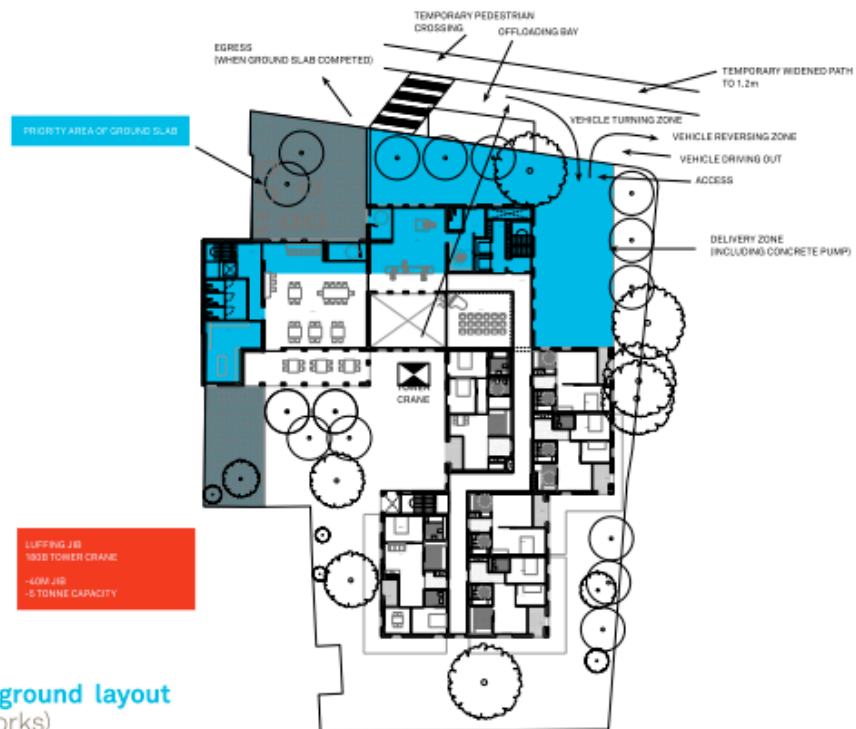 TEMPORARY PEDESTRIAN
CROSSING
OFFLOADING BAY
EGRESS
(WHEN GROUND SLAB COMPETED)
TEMPORARY WIDENED PATH
TO 1.2m
PRIORITY AREA OF GROUND SLAB
VEHICLE TURNING ZONE
VEHICLE REVERSING ZONE
VEHICLE DRIVING OUT
ACCESS
DELIVERY ZONE
(INCLUDING CONCRETE PUMP)
TOWER
CRANE
LUFFING JIB
180B TOWER CRANE
-40M JIB
-5 TONNE CAPACITY
ground layout
orks)